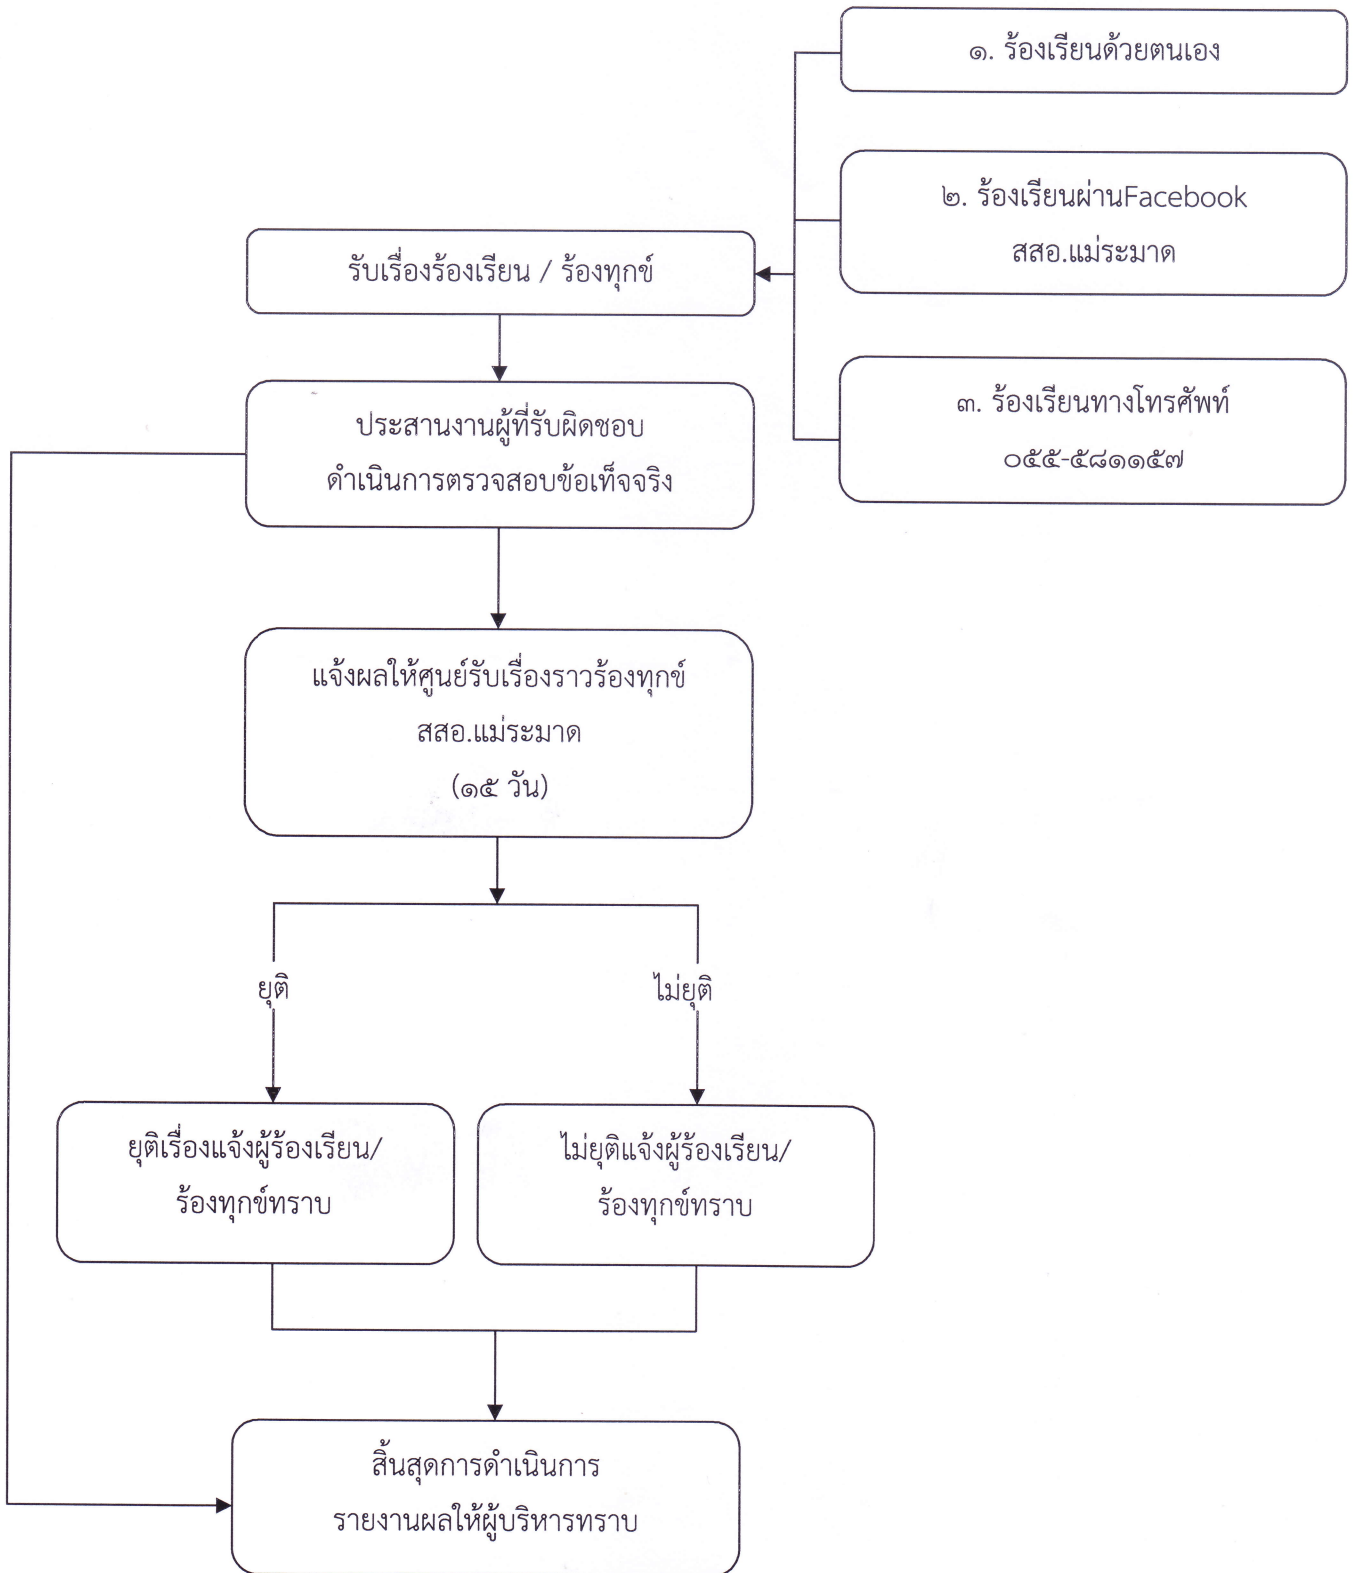 ๑. ร้องเรียนด้วยตนเอง
๒. ร้องเรียนผ่านFacebook
สสอ.แม่ระมาด
๓. ร้องเรียนทางโทรศัพท์
๐๕๕-๕๘๑๑๕๗
รับเรื่องร้องเรียน / ร้องทุกข์
ประสานงานผู้ที่รับผิดชอบ
ดำเนินการตรวจสอบข้อเท็จจริง
แจ้งผลให้ศูนย์รับเรื่องราวร้องทุกข์
สสอ.แม่ระมาด
(๑๕ วัน)
ยุติ
ไม่ยุติ
ยุติเรื่องแจ้งผู้ร้องเรียน/
ร้องทุกข์ทราบ
ไม่ยุติแจ้งผู้ร้องเรียน/
ร้องทุกข์ทราบ
สิ้นสุดการดำเนินการ
รายงานผลให้ผู้บริหารทราบ